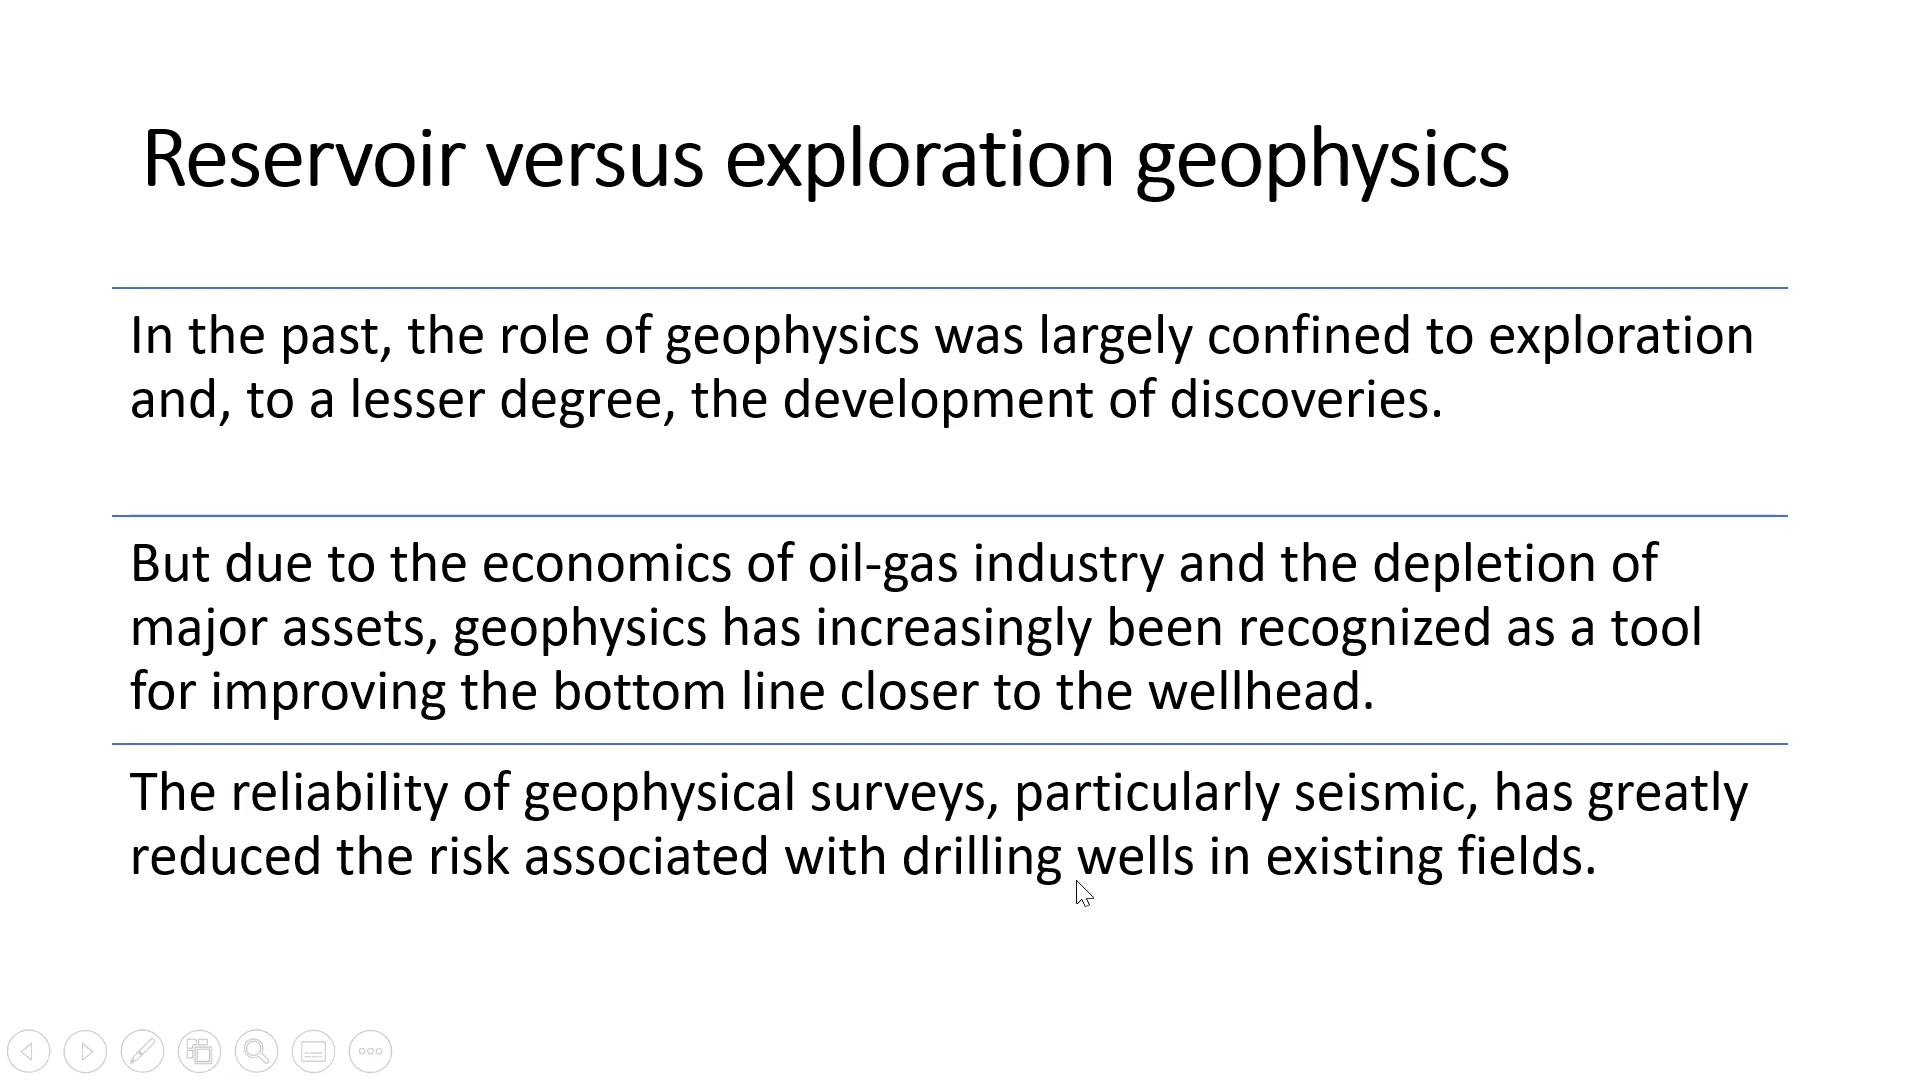 Reservoir versus exploration geophysics
In the past, the role of geophysics was largely confined to exploration
and, to a lesser degree, the development of discoveries.
But due to the economics of oil-gas industry and the depletion of
major assets, geophysics has increasingly been recognized as a tool
for improving the bottom line closer to the wellhead.
The reliability of geophysical surveys, particularly seismic, has greatly
reduced the risk associated with drilling wells in existing fields.